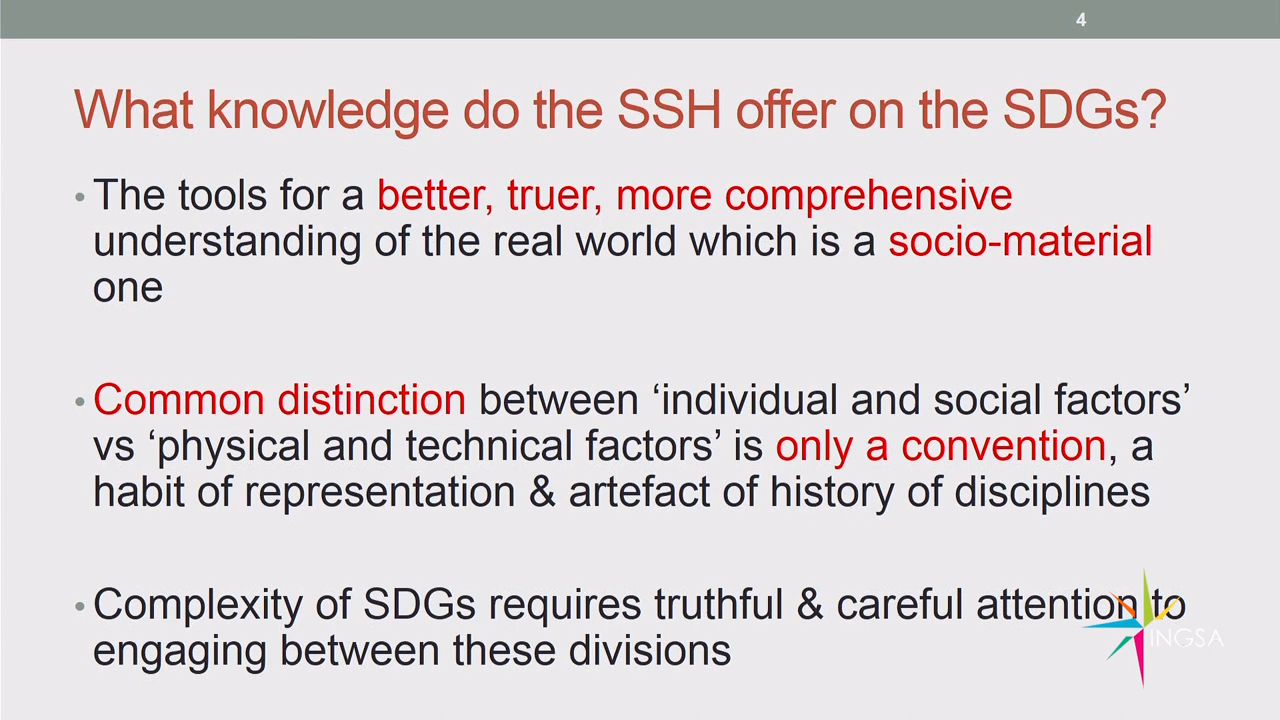 4
What knowledge do the SSH offer on the SDGs?
• The tools for a better, truer, more comprehensive
understanding of the real world which is a socio-material
one
• Common distinction between ‘individual and social factors’
vs ‘physical and technical factors’ is only a convention, a
habit of representation & artefact of history of disciplines
• Complexity of SDGs requires truthful & careful attention to
engaging between these divisions
INGSA